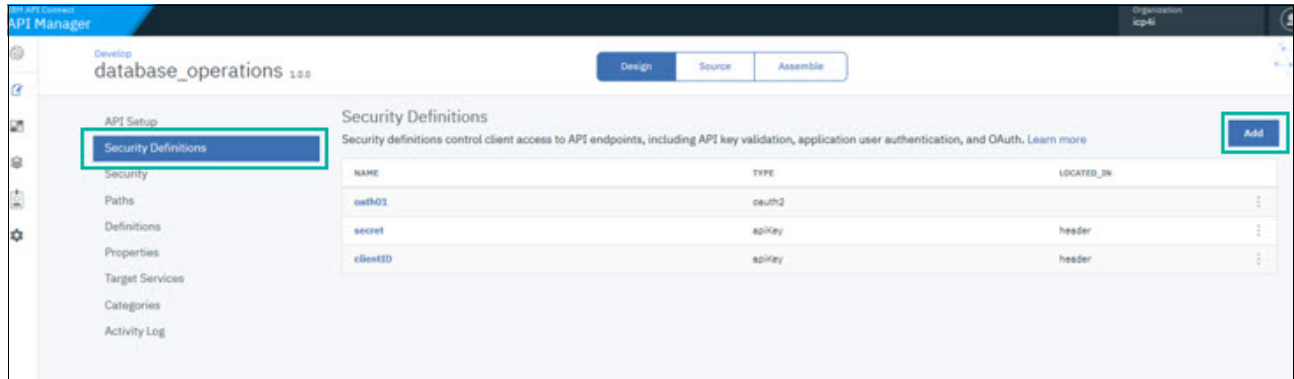 IBM API Connect
API Manager
Organization
icp4i
Develop
database_operations 1.0.0
Design
Source
Assemble
API Setup
Security Definitions
Security
Paths
Definitions
Properties
Target Services
Categories
Activity Log
Security Definitions
Security definitions control client access to API endpoints, including API key validation, application user authentication, and OAuth. Learn more
Add
NAME TYPE LOCATED_IN
oath01 oauth2
secret apiKey header
clientID apiKey header